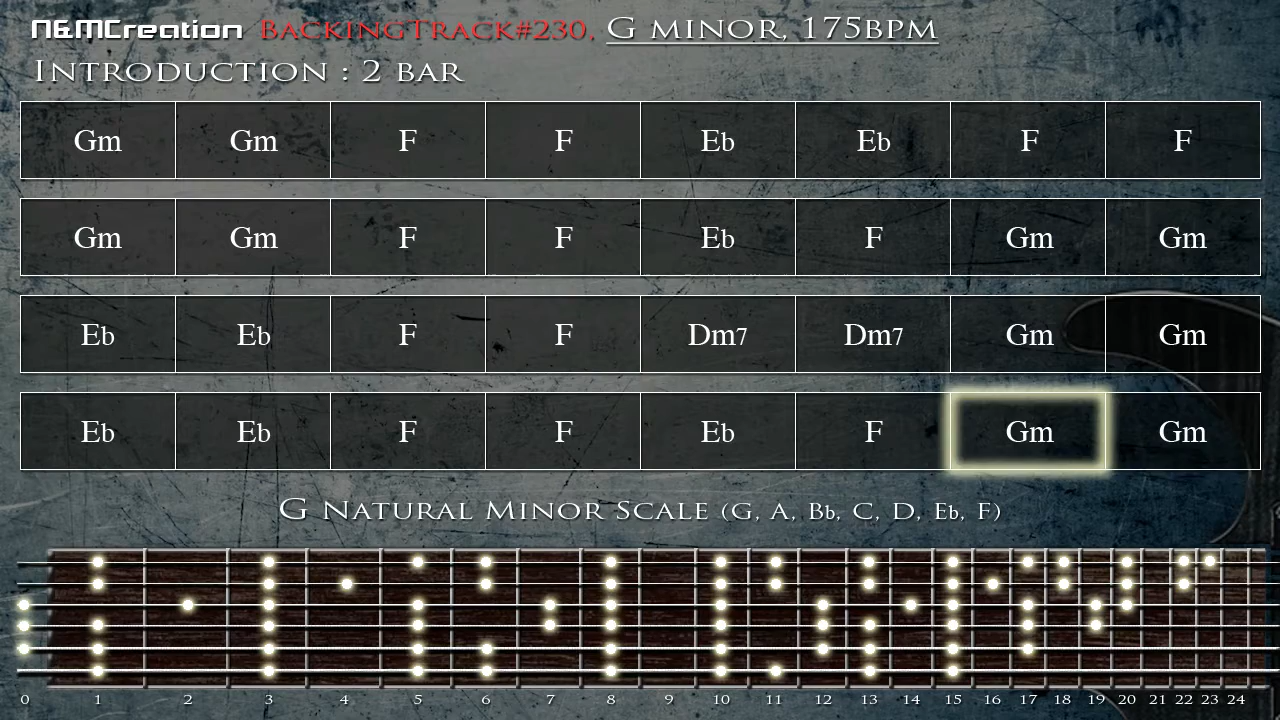 N&MCreation BackingTrack#230, G minor, 175bpm
Introduction : 2 bar
Gm Gm F F Eb Eb F F
Gm Gm F F Eb F Gm Gm
Eb Eb F F Dm7 Dm7 Gm Gm
Eb Eb F F Eb F Gm Gm
G Natural Minor Scale (G, A, Bb, C, D, Eb, F)
0 1 2 3 4 5 6 7 8 9 10 11 12 13 14 15 16 17 18 19 20 21 22 23 24